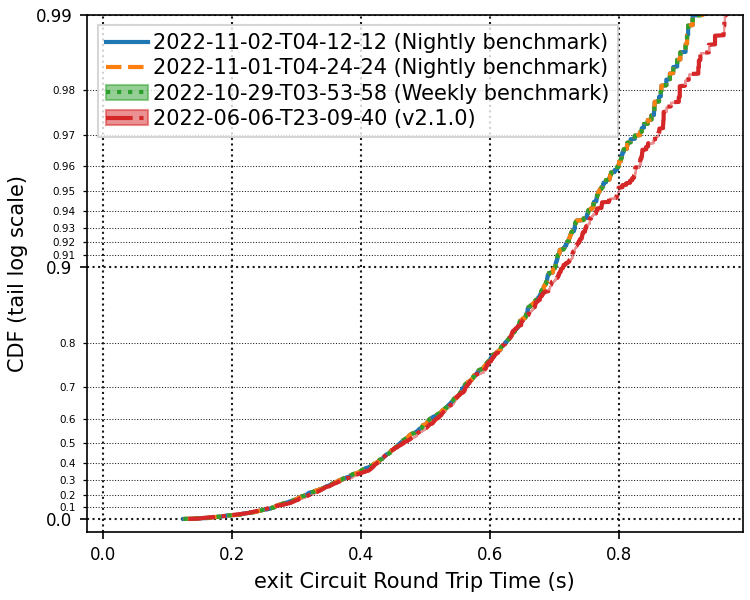 2022-11-02-T04-12-12 (Nightly benchmark)
2022-11-01-T04-24-24 (Nightly benchmark)
2022-10-29-T03-53-58 (Weekly benchmark)
2022-06-06-T23-09-40 (v2.1.0)
CDF (tail log scale)
0.99
0.98
0.97
0.96
0.95
0.94
0.93
0.92
0.91
0.9
0.8
0.7
0.6
0.5
0.4
0.3
0.2
0.1
0.0
0.0 0.2 0.4 0.6 0.8
exit Circuit Round Trip Time (s)